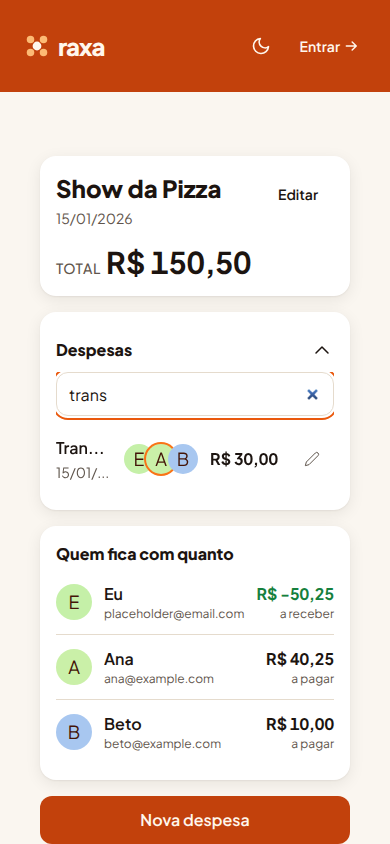 raxa
Entrar →
Show da Pizza
Editar
15/01/2026
TOTAL R$ 150,50
Despesas
trans
Tran...
15/01/...
E A B
R$ 30,00
Quem fica com quanto
E
Eu
R$ -50,25
placeholder@email.com
a receber
A
Ana
R$ 40,25
ana@example.com
a pagar
B
Beto
R$ 10,00
beto@example.com
a pagar
Nova despesa